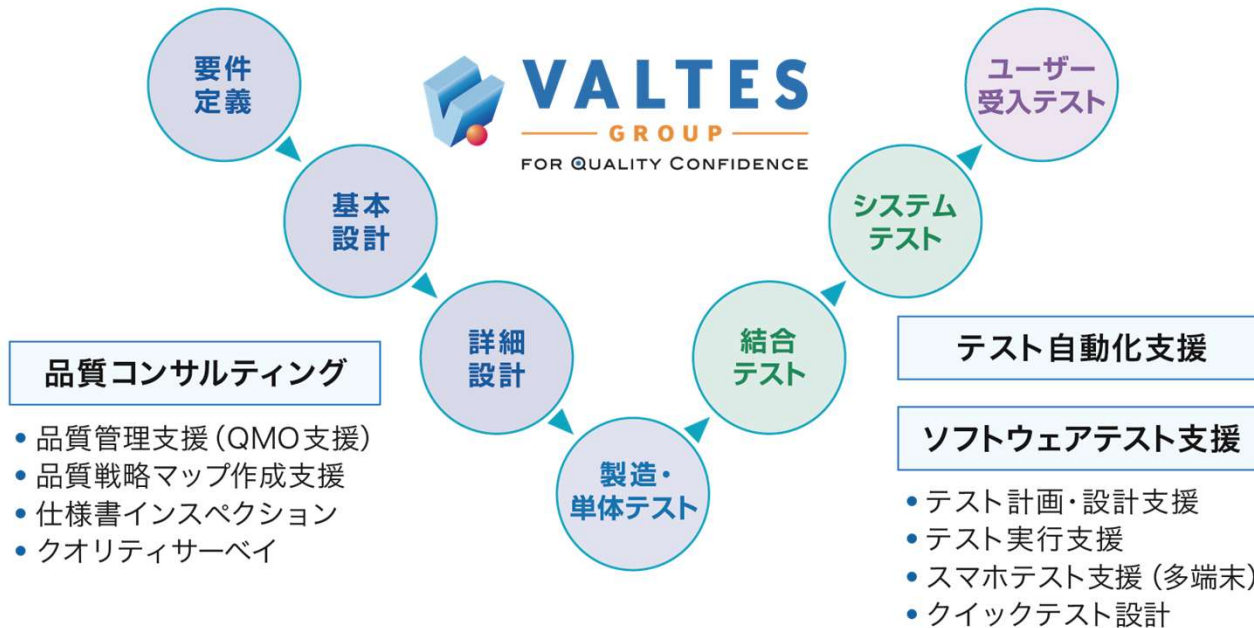 要件
定義
VALTES
GROUP
FOR QUALITY CONFIDENCE
ユーザー
受入テスト
基本
設計
システム
テスト
詳細
設計
結合
テスト
製造・
単体テスト
品質コンサルティング
• 品質管理支援(QMO支援)
• 品質戦略マップ作成支援
• 仕様書インスペクション
• クオリティサーベイ
テスト自動化支援
ソフトウェアテスト支援
• テスト計画・設計支援
• テスト実行支援
• スマホテスト支援(多端末)
• クイックテスト設計